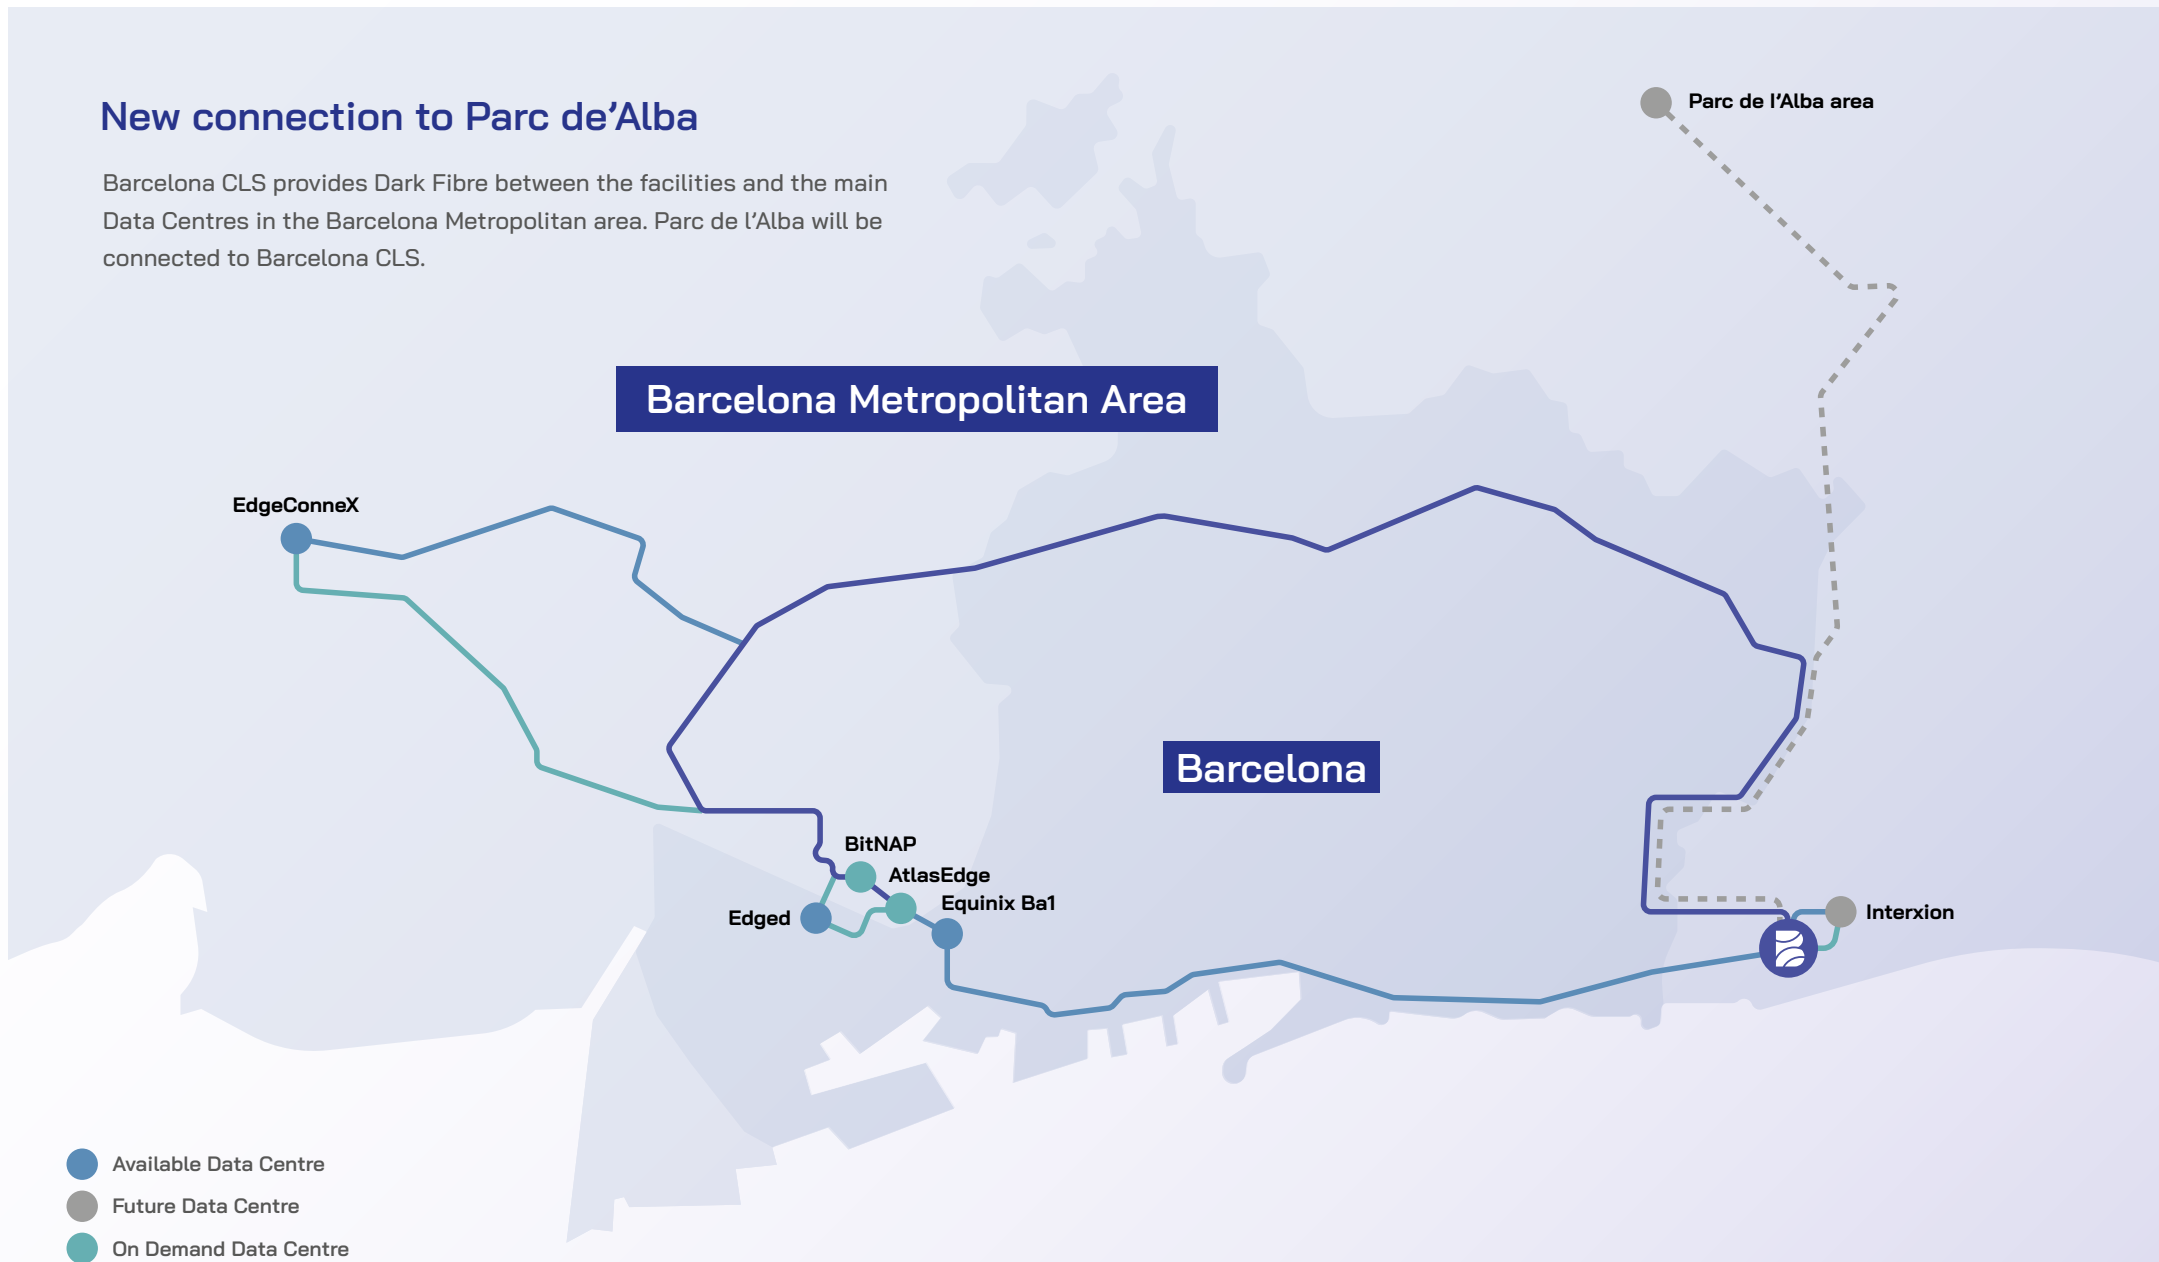 New connection to Parc de’Alba
Barcelona CLS provides Dark Fibre between the facilities and the main
Data Centres in the Barcelona Metropolitan area. Parc de l’Alba will be
connected to Barcelona CLS.
Parc de l’Alba area
Barcelona Metropolitan Area
EdgeConneX
Barcelona
BitNAP
AtlasEdge
Equinix Ba1
Edged
Interxion
B
Available Data Centre
Future Data Centre
On Demand Data Centre